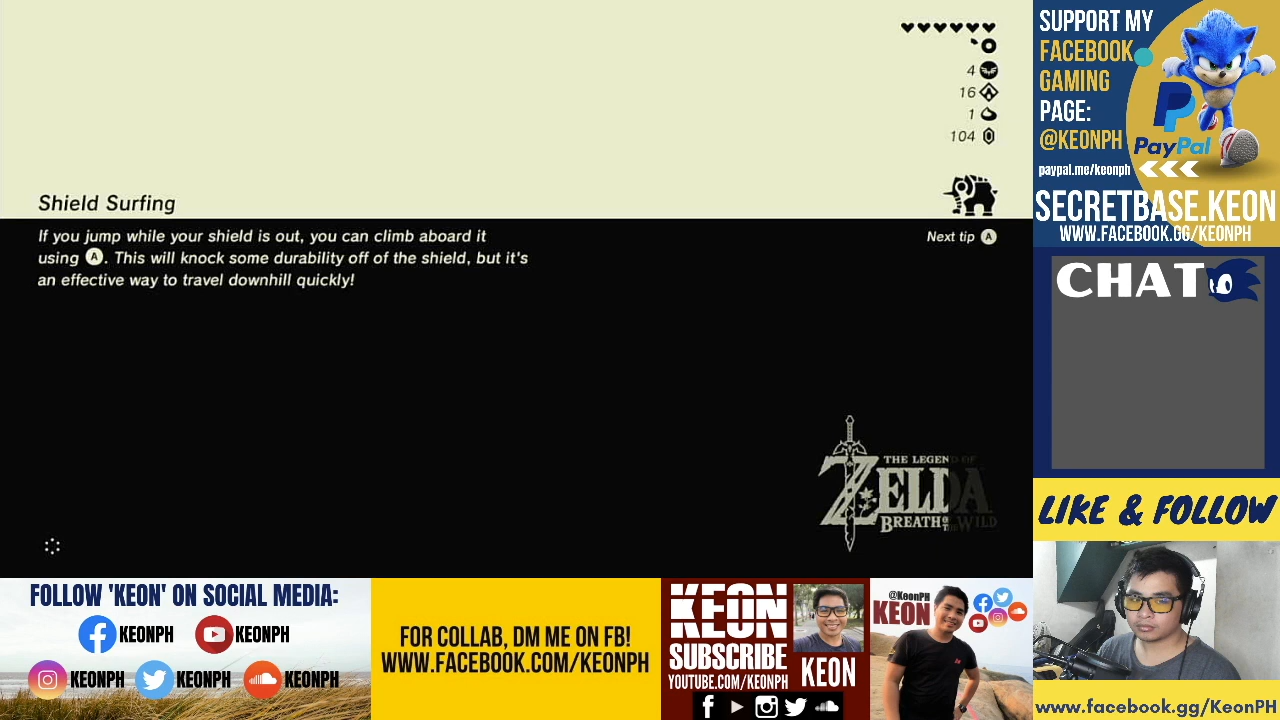 4
16
1
104
Shield Surfing
If you jump while your shield is out, you can climb aboard it
using A. This will knock some durability off of the shield, but it's
an effective way to travel downhill quickly!
Next tip A
THE LEGEND OF
ZELDA
BREATH OF THE WILD
SUPPORT MY
FACEBOOK
GAMING
PAGE:
@KEONPH
PayPal
paypal.me/keonph
SECRETBASE.KEON
WWW.FACEBOOK.GG/KEONPH
CHAT
LIKE & FOLLOW
www.facebook.gg/KeonPH
FOLLOW 'KEON' ON SOCIAL MEDIA:
KEONPH KEONPH
KEONPH KEONPH KEONPH
FOR COLLAB, DM ME ON FB!
WWW.FACEBOOK.COM/KEONPH
KEON
SUBSCRIBE
YOUTUBE.COM/KEONPH
KEON
@KeonPH
KEON